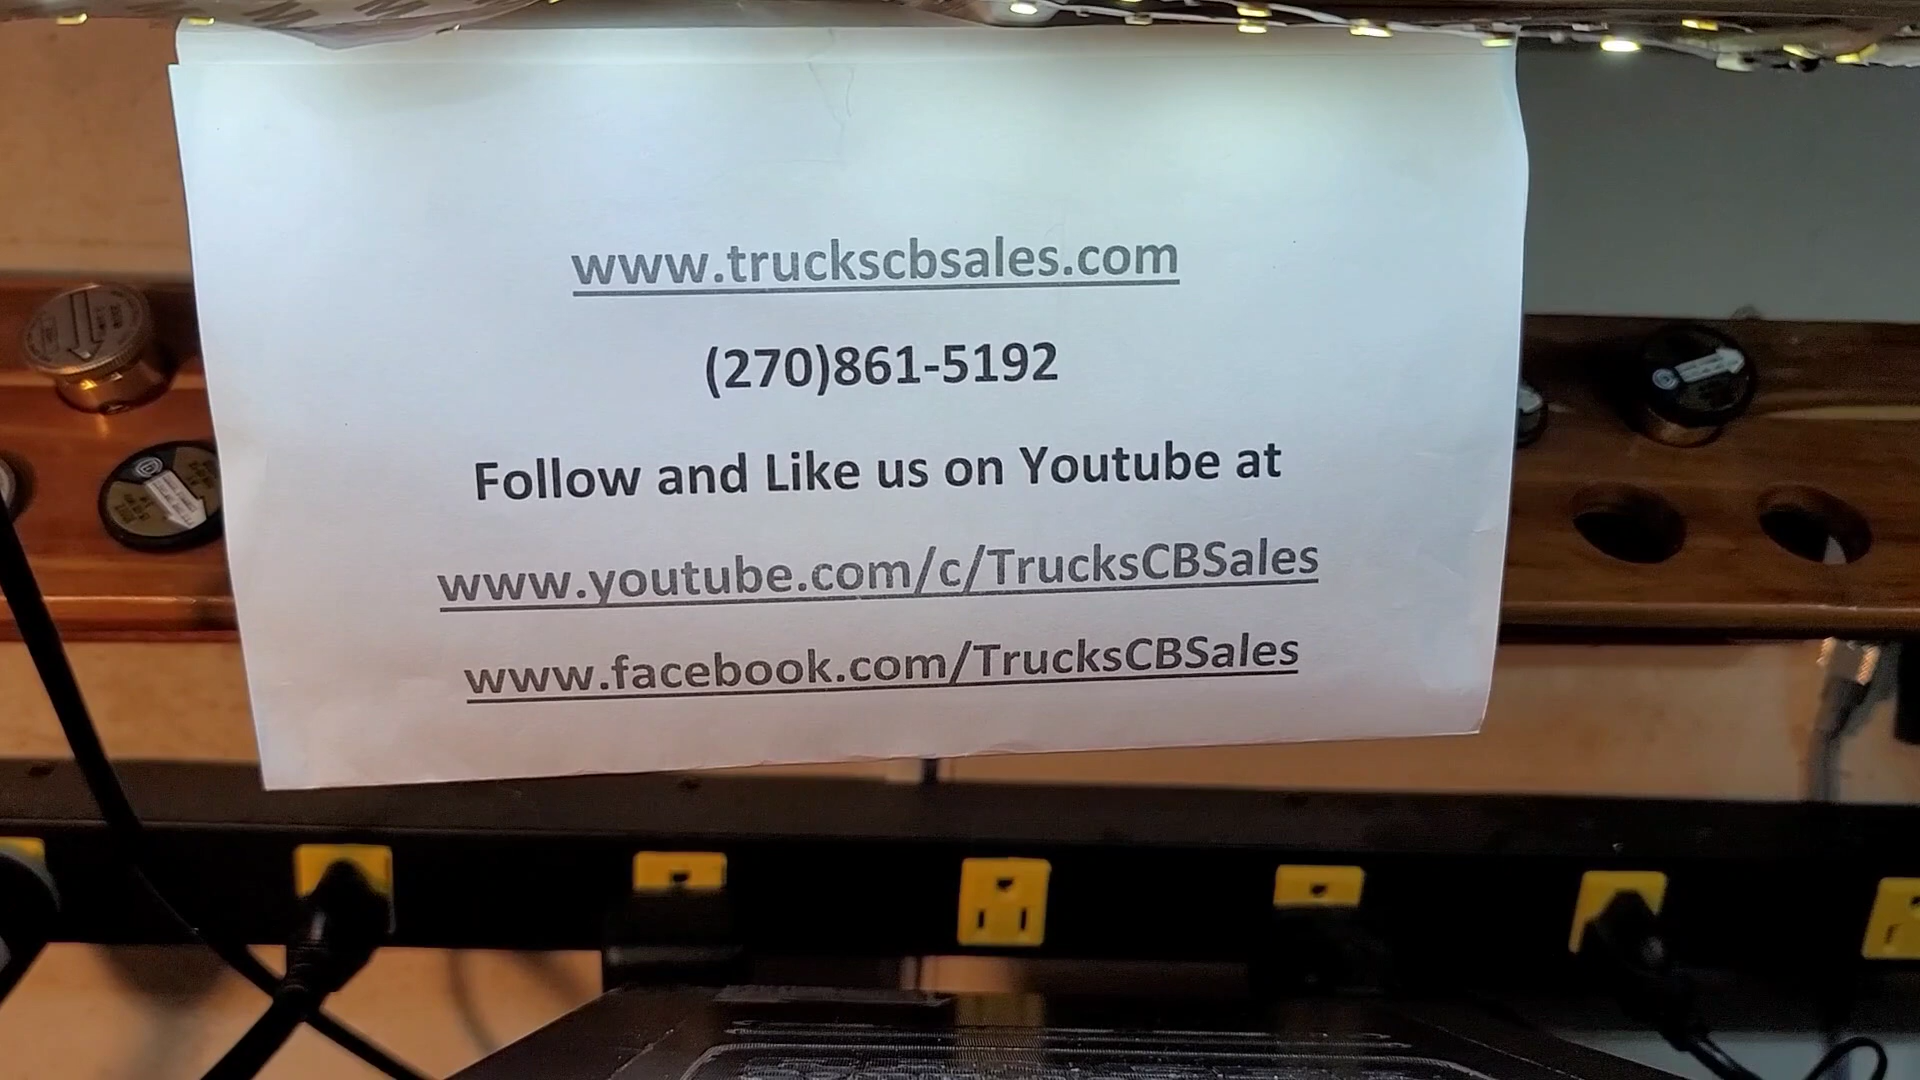 www.truckscbsales.com
(270)861-5192
Follow and Like us on Youtube at
www.youtube.com/c/TrucksCBSales
www.facebook.com/TrucksCBSales